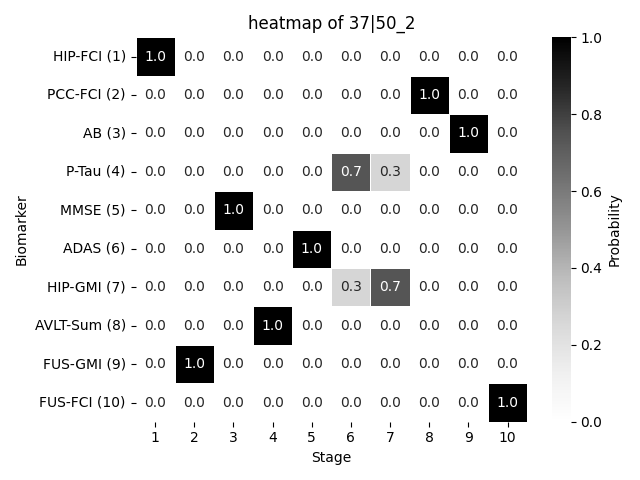 heatmap of 37|50_2
HIP-FCI (1) 1.0 0.0 0.0 0.0 0.0 0.0 0.0 0.0 0.0 0.0
PCC-FCI (2) 0.0 0.0 0.0 0.0 0.0 0.0 0.0 1.0 0.0 0.0
AB (3) 0.0 0.0 0.0 0.0 0.0 0.0 0.0 0.0 1.0 0.0
P-Tau (4) 0.0 0.0 0.0 0.0 0.0 0.7 0.3 0.0 0.0 0.0
MMSE (5) 0.0 0.0 1.0 0.0 0.0 0.0 0.0 0.0 0.0 0.0
ADAS (6) 0.0 0.0 0.0 0.0 1.0 0.0 0.0 0.0 0.0 0.0
HIP-GMI (7) 0.0 0.0 0.0 0.0 0.0 0.3 0.7 0.0 0.0 0.0
AVLT-Sum (8) 0.0 0.0 0.0 1.0 0.0 0.0 0.0 0.0 0.0 0.0
FUS-GMI (9) 0.0 1.0 0.0 0.0 0.0 0.0 0.0 0.0 0.0 0.0
FUS-FCI (10) 0.0 0.0 0.0 0.0 0.0 0.0 0.0 0.0 0.0 1.0
1 2 3 4 5 6 7 8 9 10
Stage
Biomarker
1.0
0.8
0.6
0.4
0.2
0.0
Probability